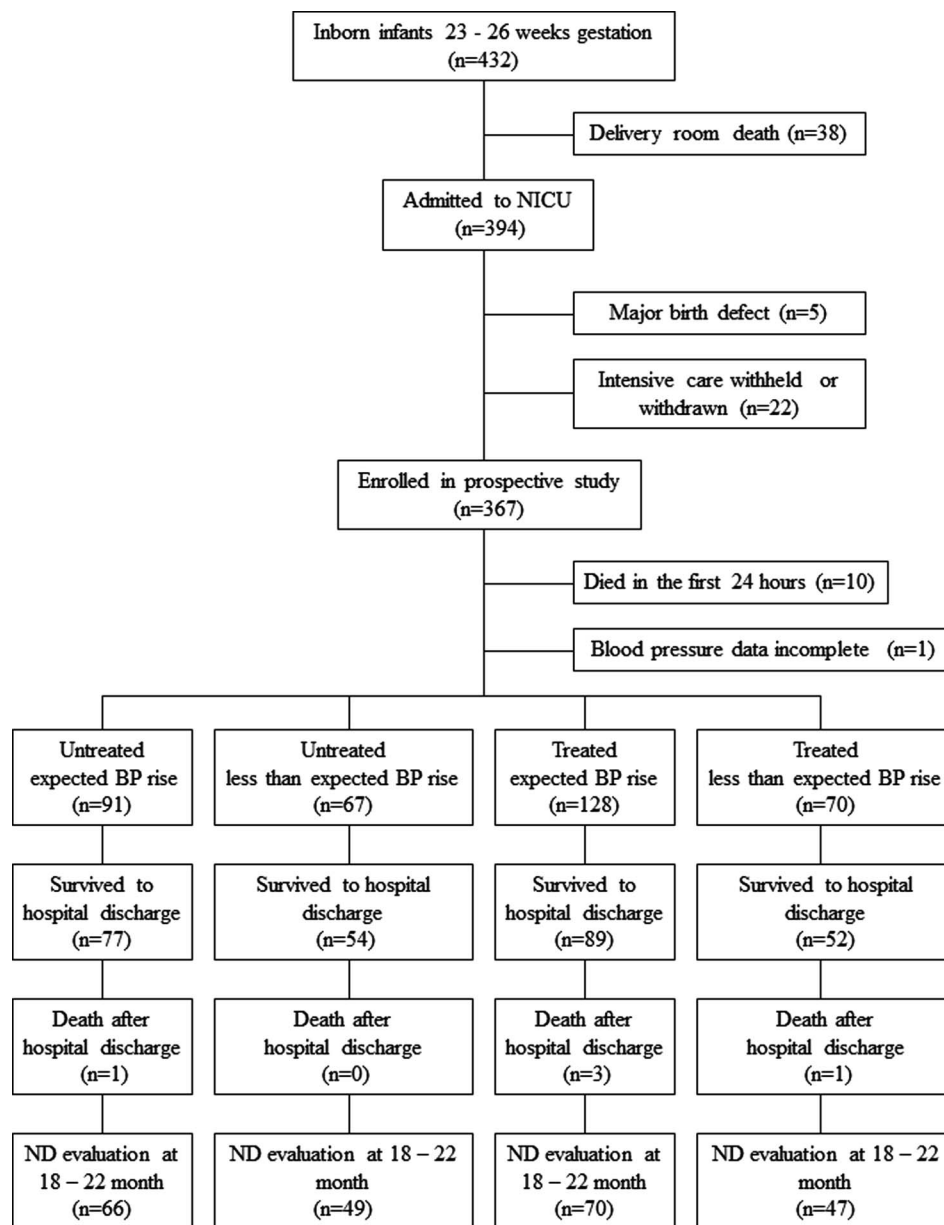 Inborn infants 23 - 26 weeks gestation
(n=432)
Delivery room death (n=38)
Admitted to NICU
(n=394)
Major birth defect (n=5)
Intensive care withheld or
withdrawn (n=22)
Enrolled in prospective study
(n=367)
Died in the first 24 hours (n=10)
Blood pressure data incomplete (n=1)
Untreated
expected BP rise
(n=91)
Untreated
less than expected BP rise
(n=67)
Treated
expected BP rise
(n=128)
Treated
less than expected BP rise
(n=70)
Survived to
hospital discharge
(n=77)
Survived to hospital
discharge
(n=54)
Survived to
hospital discharge
(n=89)
Survived to hospital
discharge
(n=52)
Death after
hospital discharge
(n=1)
Death after
hospital discharge
(n=0)
Death after
hospital discharge
(n=3)
Death after
hospital discharge
(n=1)
ND evaluation at
18 – 22 month
(n=66)
ND evaluation at 18 – 22
month
(n=49)
ND evaluation at
18 – 22 month
(n=70)
ND evaluation at 18 – 22
month
(n=47)